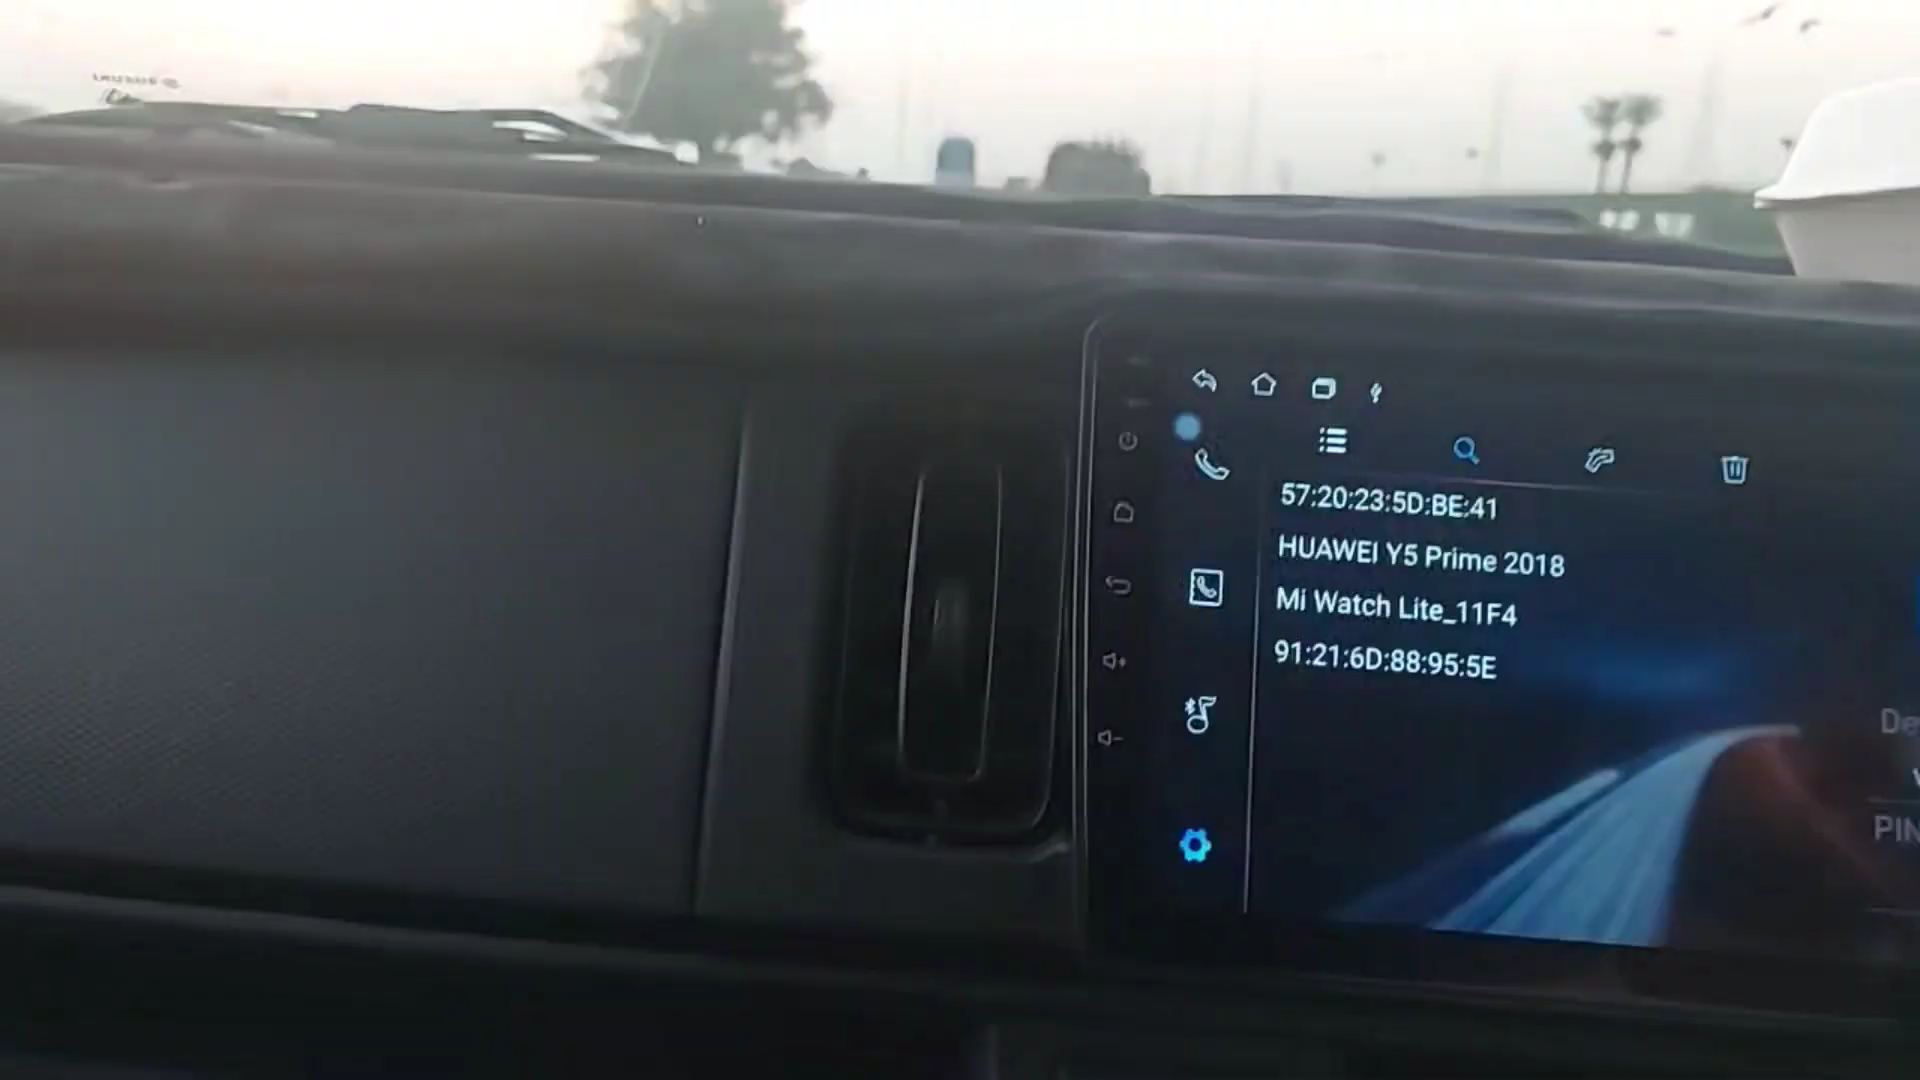 57:20:23:5D:BE:41
HUAWEI Y5 Prime 2018
Mi Watch Lite_11F4
91:21:6D:88:95:5E
De
PIN